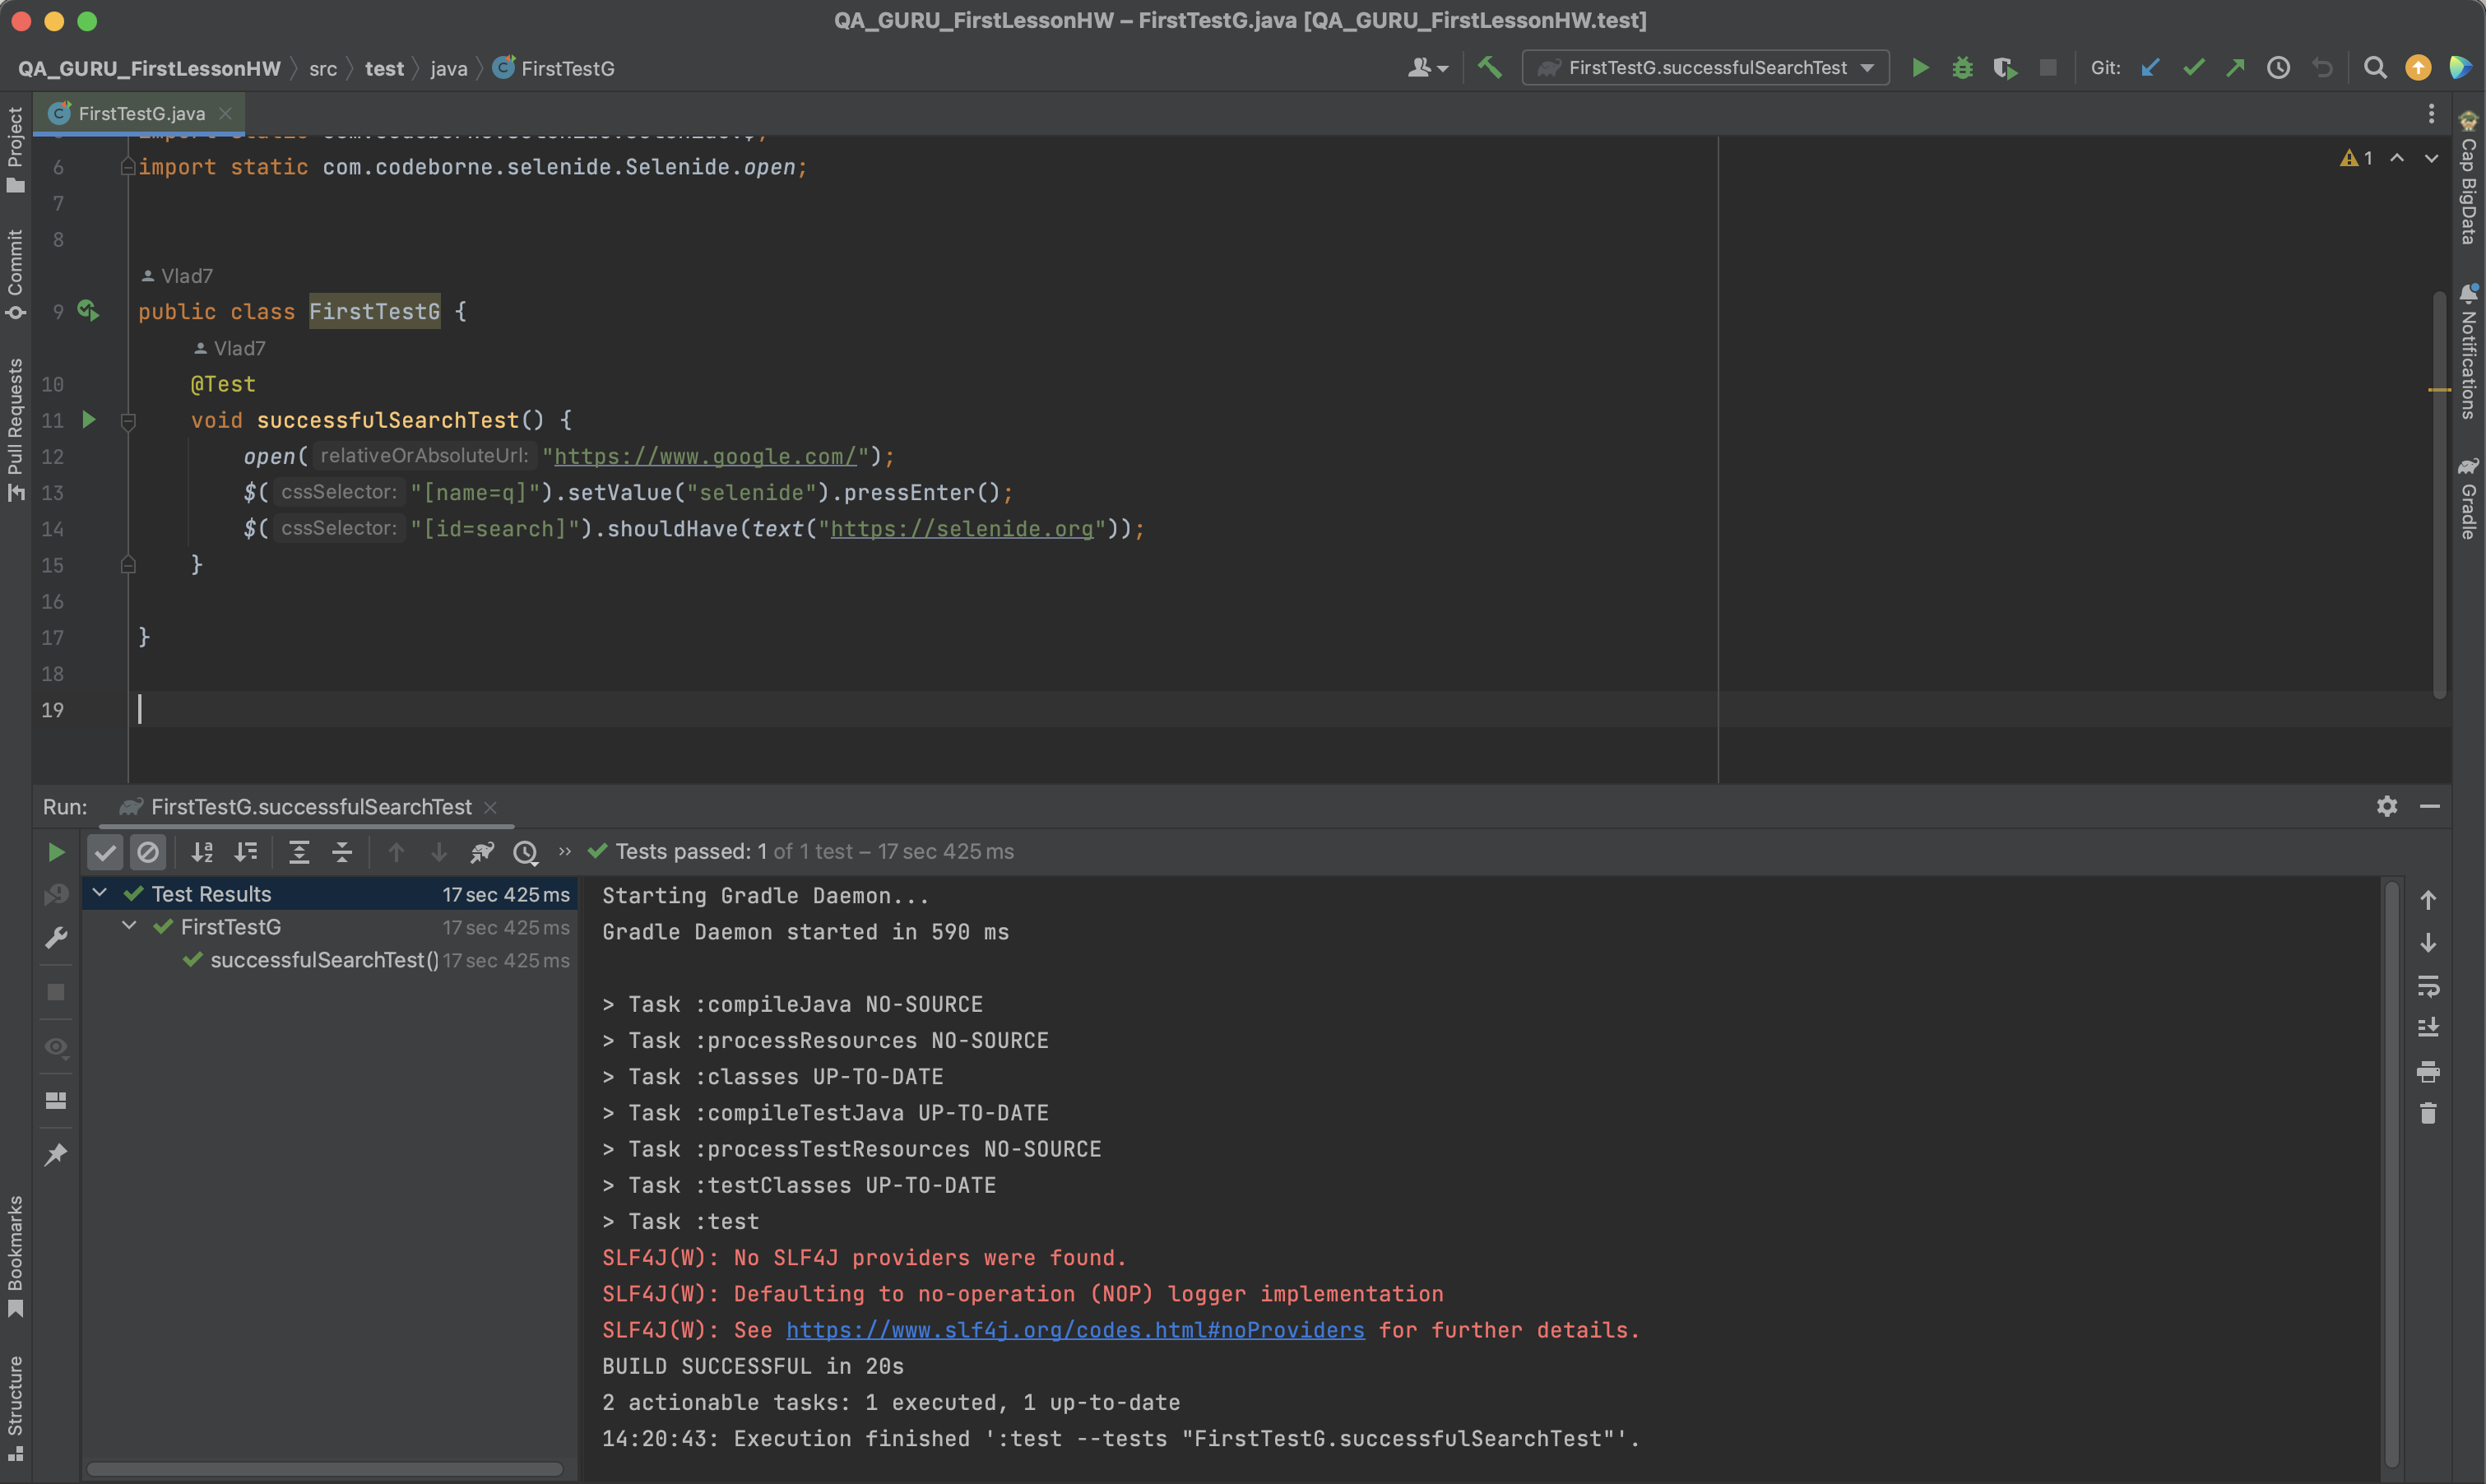 QA_GURU_FirstLessonHW – FirstTestG.java [QA_GURU_FirstLessonHW.test]
QA_GURU_FirstLessonHW src test java FirstTestG
FirstTestG.successfulSearchTest
Git:
FirstTestG.java
6 import static com.codeborne.selenide.Selenide.open;
1
7
8
Vlad7
9 public class FirstTestG {
Vlad7
10 @Test
11 void successfulSearchTest() {
12 open( relativeOrAbsoluteUrl: "https://www.google.com/");
13 $( cssSelector: "[name=q]").setValue("selenide").pressEnter();
14 $( cssSelector: "[id=search]").shouldHave(text("https://selenide.org"));
15 }
16
17 }
18
19
Project
Commit
Pull Requests
Bookmarks
Structure
Cap BigData
Notifications
Gradle
Run: FirstTestG.successfulSearchTest
Tests passed: 1 of 1 test – 17 sec 425 ms
Test Results 17 sec 425 ms
FirstTestG 17 sec 425 ms
successfulSearchTest() 17 sec 425 ms
Starting Gradle Daemon...
Gradle Daemon started in 590 ms
> Task :compileJava NO-SOURCE
> Task :processResources NO-SOURCE
> Task :classes UP-TO-DATE
> Task :compileTestJava UP-TO-DATE
> Task :processTestResources NO-SOURCE
> Task :testClasses UP-TO-DATE
> Task :test
SLF4J(W): No SLF4J providers were found.
SLF4J(W): Defaulting to no-operation (NOP) logger implementation
SLF4J(W): See https://www.slf4j.org/codes.html#noProviders for further details.
BUILD SUCCESSFUL in 20s
2 actionable tasks: 1 executed, 1 up-to-date
14:20:43: Execution finished ':test --tests "FirstTestG.successfulSearchTest"'.